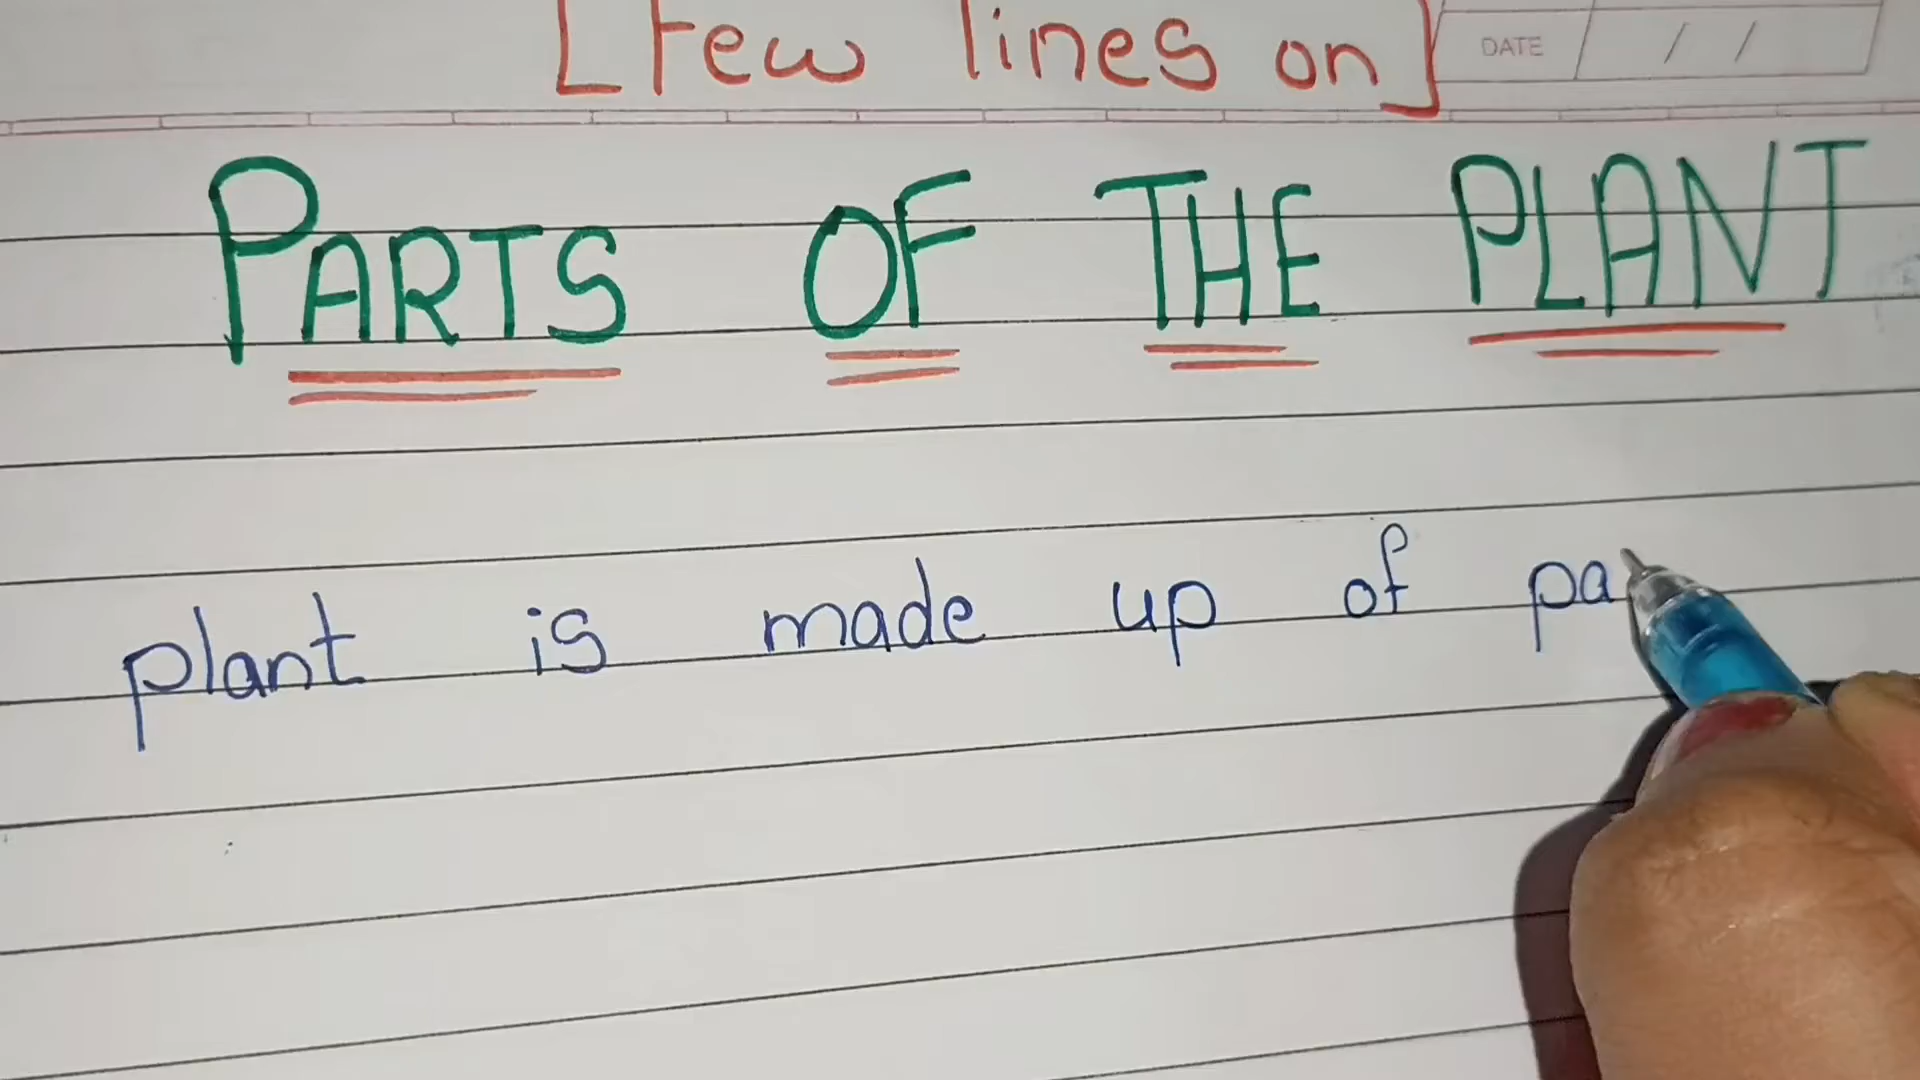 [Few lines on]
DATE / /
PARTS OF THE PLANT
plant is made up of pa